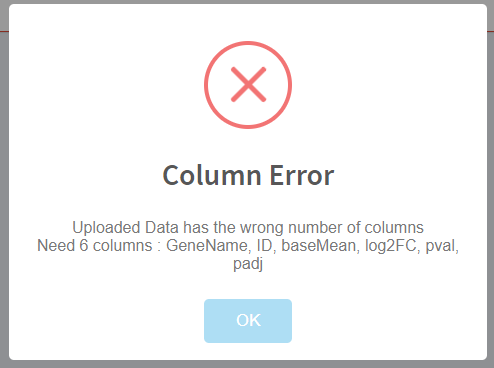 Column Error
Uploaded Data has the wrong number of columns
Need 6 columns : GeneName, ID, baseMean, log2FC, pval,
padj
OK